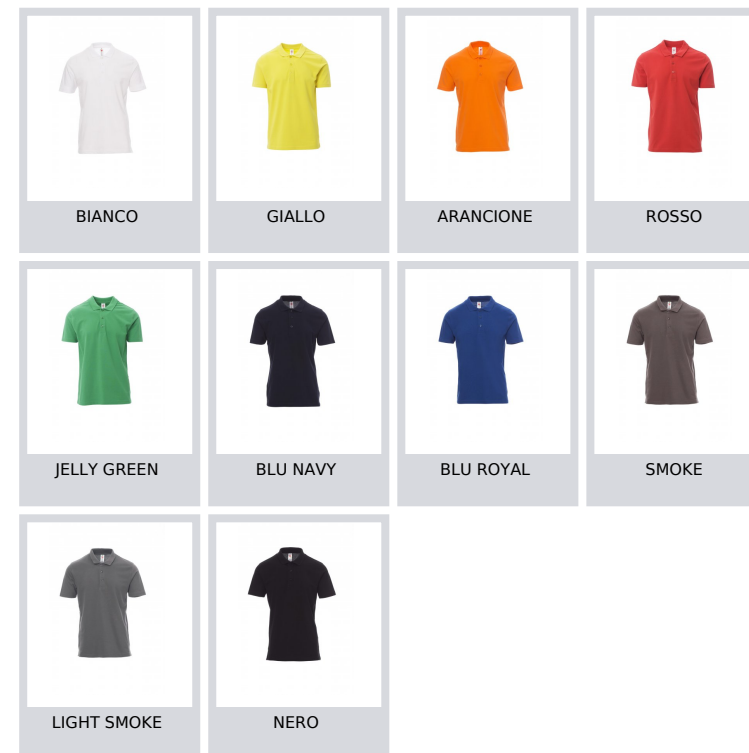 BIANCO
GIALLO
ARANCIONE
ROSSO
JELLY GREEN
BLU NAVY
BLU ROYAL
SMOKE
LIGHT SMOKE
NERO